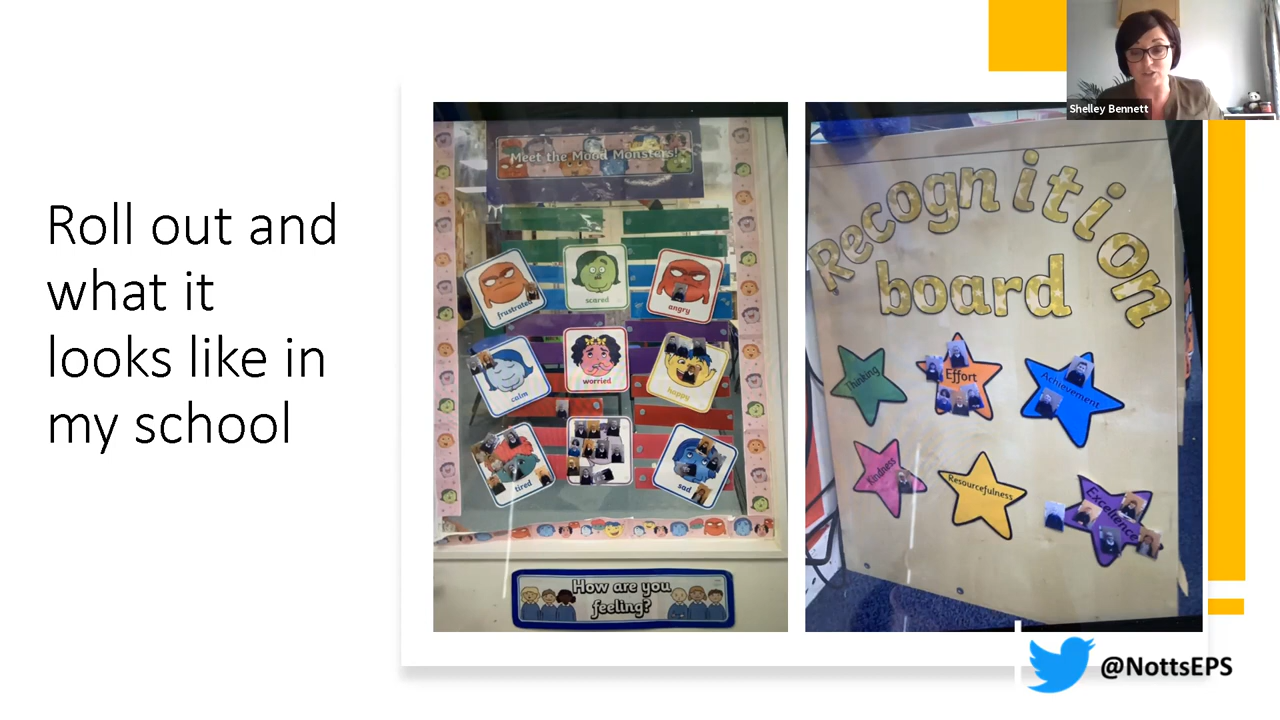 Roll out and
what it
looks like in
my school
Meet the Mood Monsters!
frustrated
scared
angry
calm
worried
happy
tired
sad
How are you
feeling?
Recognition
board
Thinking
Effort
Achievement
Kindness
Resourcefulness
Excellence
Shelley Bennett
@NottsEPS